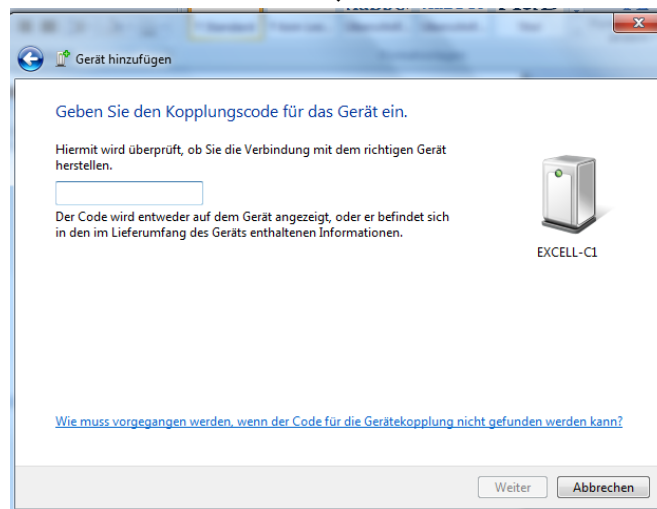 Gerät hinzufügen
Geben Sie den Kopplungscode für das Gerät ein.
Hiermit wird überprüft, ob Sie die Verbindung mit dem richtigen Gerät
herstellen.
Der Code wird entweder auf dem Gerät angezeigt, oder er befindet sich
in den im Lieferumfang des Geräts enthaltenen Informationen.
EXCELL-C1
Wie muss vorgegangen werden, wenn der Code für die Gerätekopplung nicht gefunden werden kann?
Weiter
Abbrechen